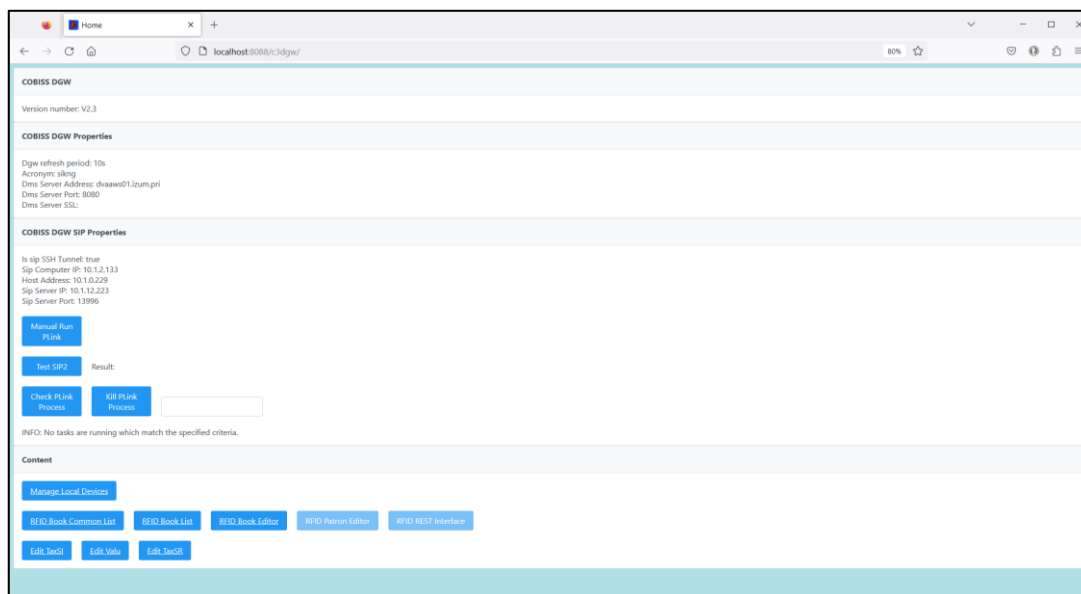 Home
localhost:8088/c3dgw/
80%
COBISS DGW
Version number: V2.3
COBISS DGW Properties
Dgw refresh period: 10s
Acronym: sikng
Dms Server Address: dvaaws01.izum.pri
Dms Server Port: 8080
Dms Server SSL:
COBISS DGW SIP Properties
Is sip SSH Tunnel: true
Sip Computer IP: 10.1.2.133
Host Address: 10.1.0.229
Sip Server IP: 10.1.12.223
Sip Server Port: 13996
Manual Run
PLink
Test SIP2 Result:
Check PLink
Process
Kill PLink
Process
INFO: No tasks are running which match the specified criteria.
Content
Manage Local Devices
RFID Book Common List RFID Book List RFID Book Editor RFID Patron Editor RFID REST Interface
Edit TaxSI Edit Valu Edit TaxSR